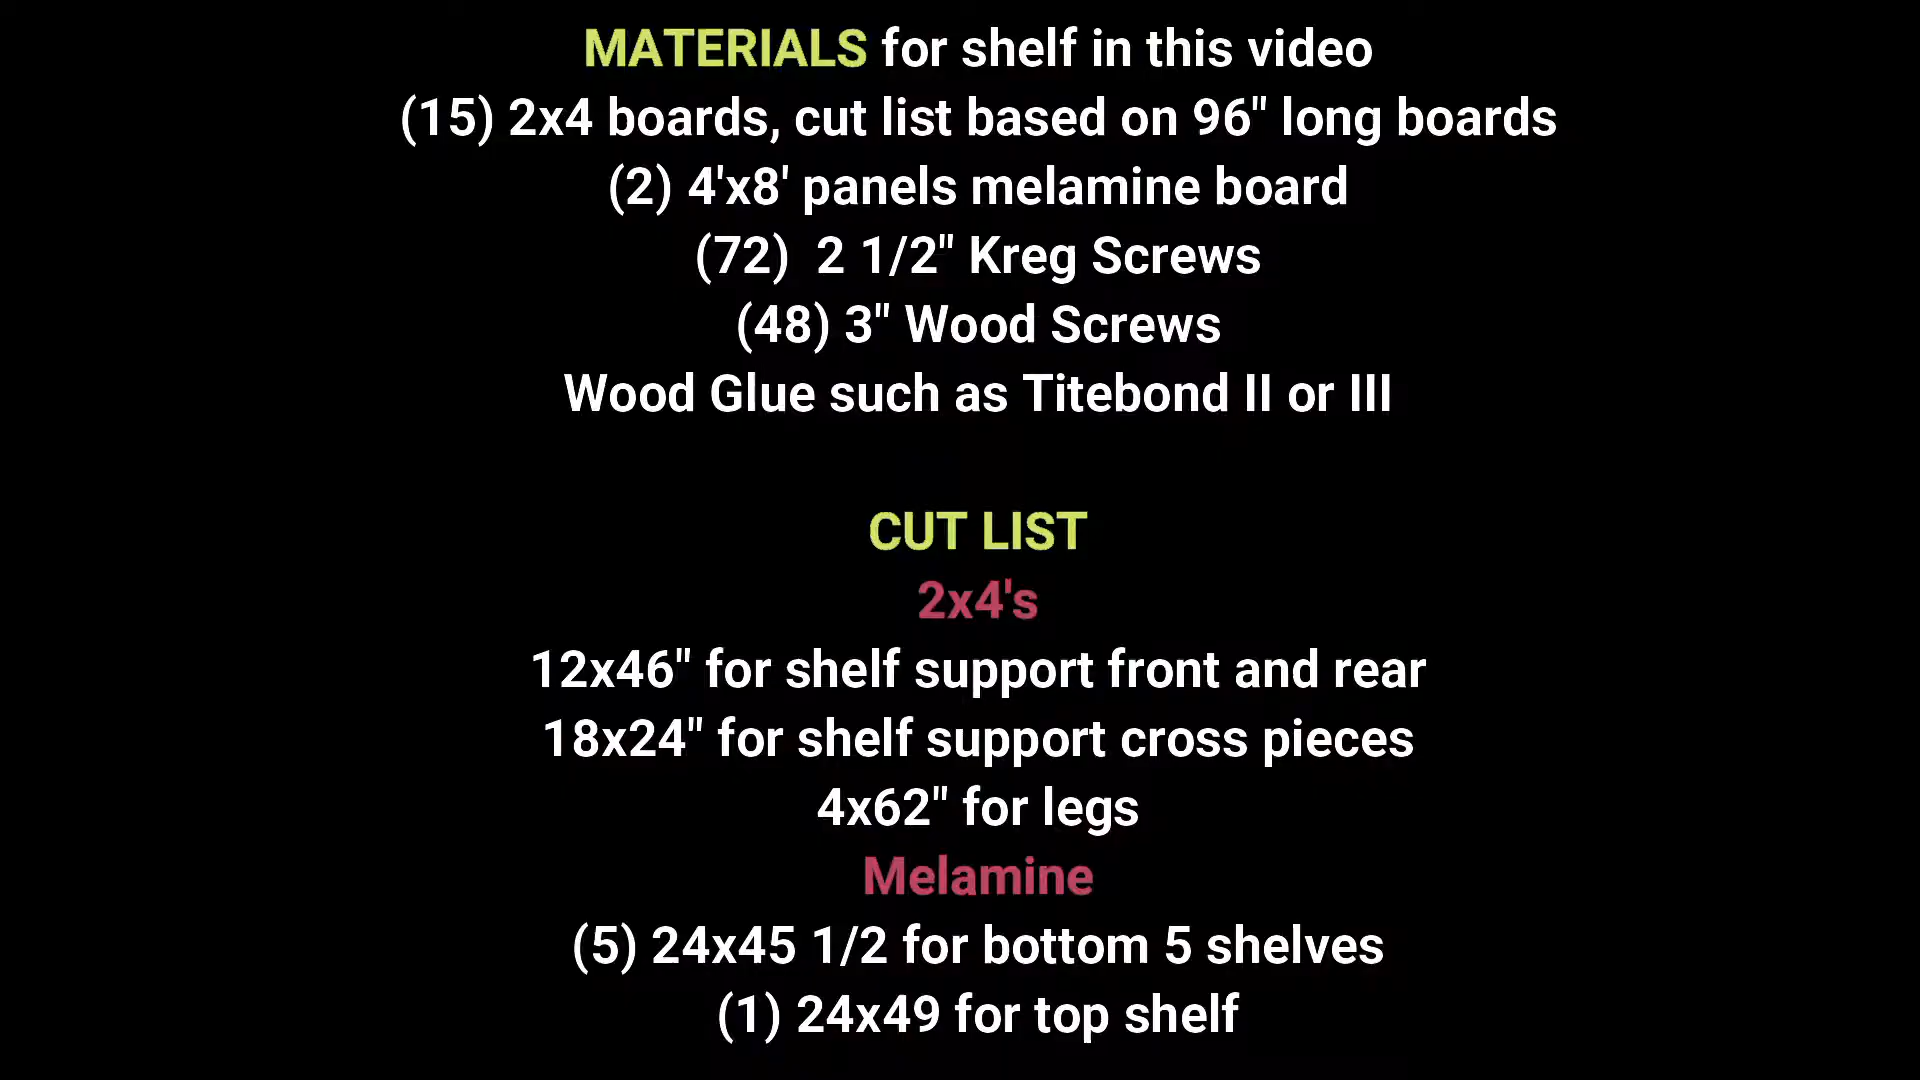 MATERIALS for shelf in this video
(15) 2x4 boards, cut list based on 96" long boards
(2) 4'x8' panels melamine board
(72)  2 1/2" Kreg Screws
(48) 3" Wood Screws
Wood Glue such as Titebond II or III
CUT LIST
2x4's
12x46" for shelf support front and rear
18x24" for shelf support cross pieces
4x62" for legs
Melamine
(5) 24x45 1/2 for bottom 5 shelves
(1) 24x49 for top shelf